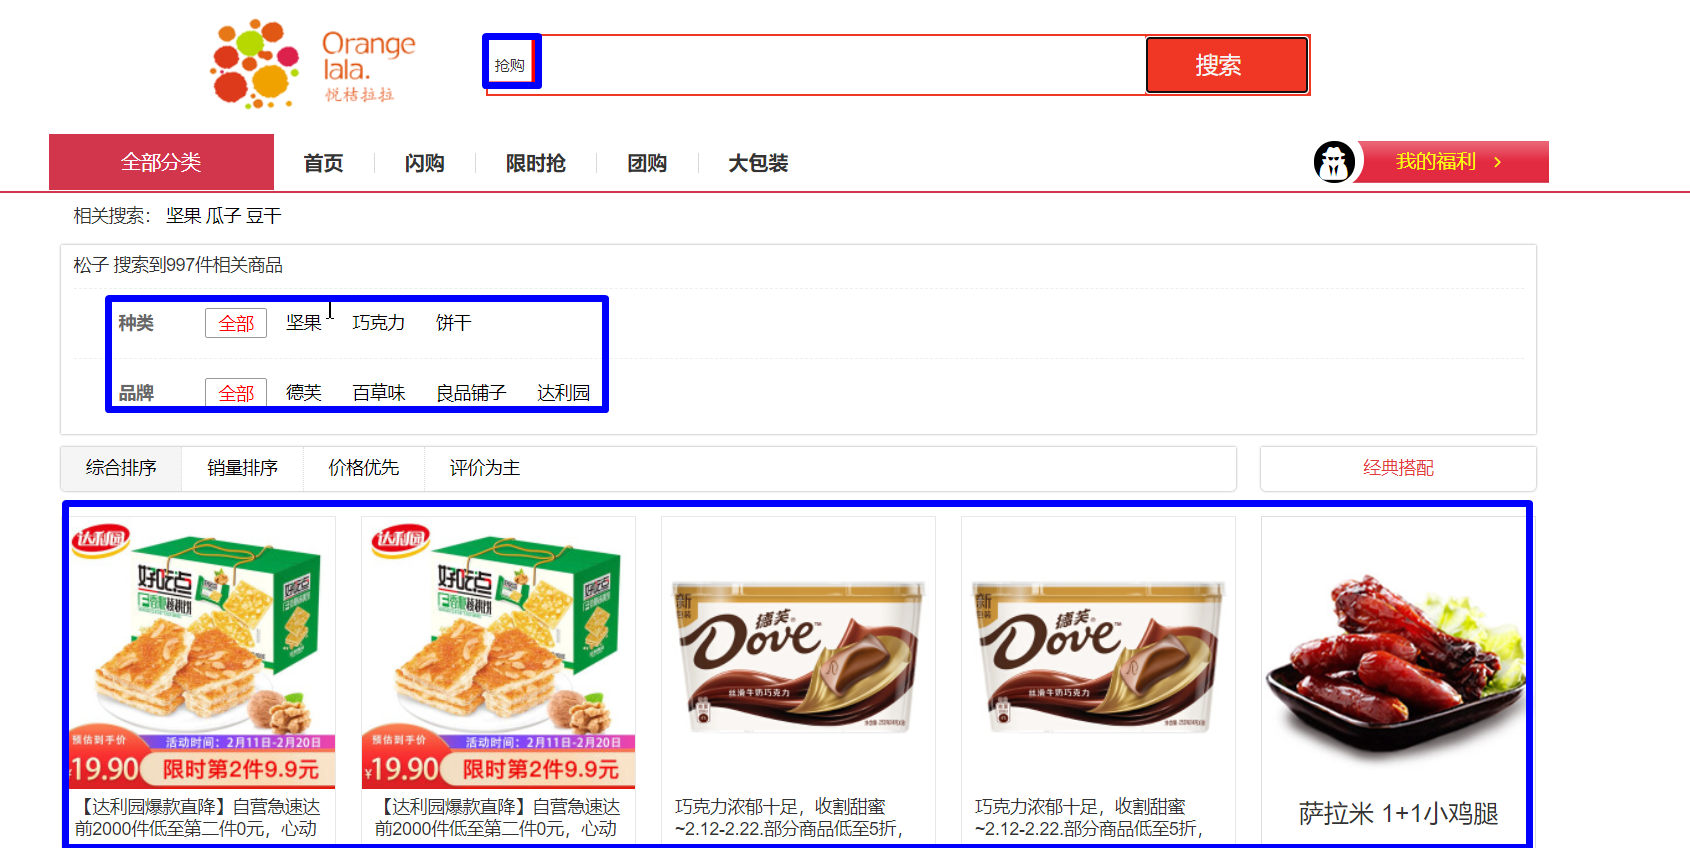 Orange
lala.
悦桔拉拉
抢购
搜索
全部分类
首页
闪购
限时抢
团购
大包装
我的福利 >
相关搜索： 坚果 瓜子 豆干
松子 搜索到997件相关商品
种类 全部 坚果 巧克力 饼干
品牌 全部 德芙 百草味 良品铺子 达利园
综合排序 销量排序 价格优先 评价为主
经典搭配
达利园
好吃点
预估到手价
活动时间：2月11日-2月20日
¥19.90
限时第2件9.9元
【达利园爆款直降】自营急速达
前2000件低至第二件0元，心动
达利园
好吃点
预估到手价
活动时间：2月11日-2月20日
¥19.90
限时第2件9.9元
【达利园爆款直降】自营急速达
前2000件低至第二件0元，心动
德芙
Dove
丝滑牛奶巧克力
巧克力浓郁十足，收割甜蜜
~2.12-2.22.部分商品低至5折，
德芙
Dove
丝滑牛奶巧克力
巧克力浓郁十足，收割甜蜜
~2.12-2.22.部分商品低至5折，
萨拉米 1+1小鸡腿